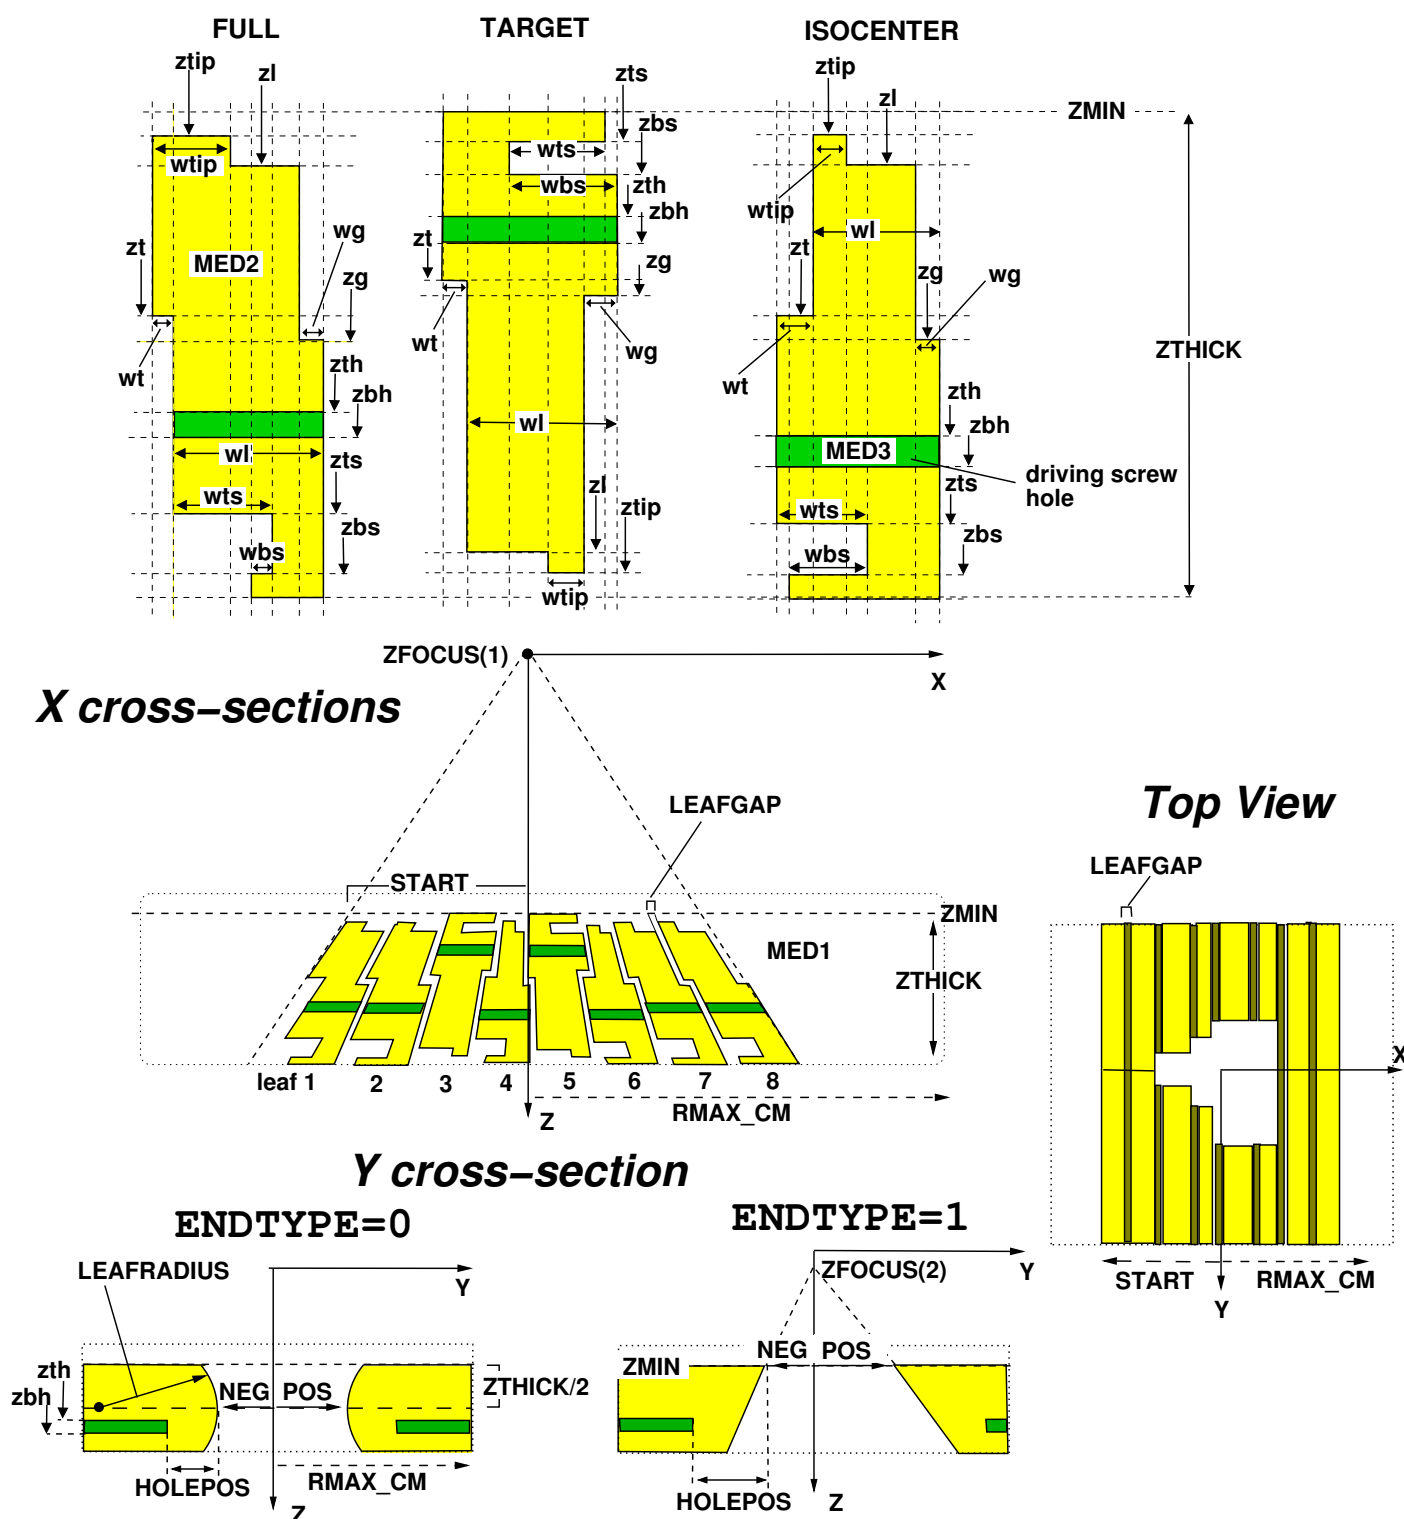 FULL
TARGET
ISOCENTER
ztip
zl
zts
ztip
zl
ZMIN
zbs
wtip
wts
wbs
zth
zbh
wtip
wl
zt
MED2
wg
zg
zt
zg
zt
zg
wg
wt
wg
wt
wt
ZTHICK
zth
zbh
wl
zth
zbh
wl
MED3
driving screw
hole
zts
wts
zl
ztip
zts
wts
zbs
wbs
zbs
wbs
wtip
ZFOCUS(1)
X
X cross–sections
LEAFGAP
Top View
START
LEAFGAP
ZMIN
MED1
ZTHICK
X
leaf 1
2
3
4
5
6
7
8
RMAX_CM
Z
Y cross–section
ENDTYPE=0
ENDTYPE=1
LEAFRADIUS
Y
ZFOCUS(2)
Y
START
RMAX_CM
Y
zth
zbh
NEG
POS
ZTHICK/2
ZMIN
NEG
POS
HOLEPOS
RMAX_CM
Z
HOLEPOS
Z